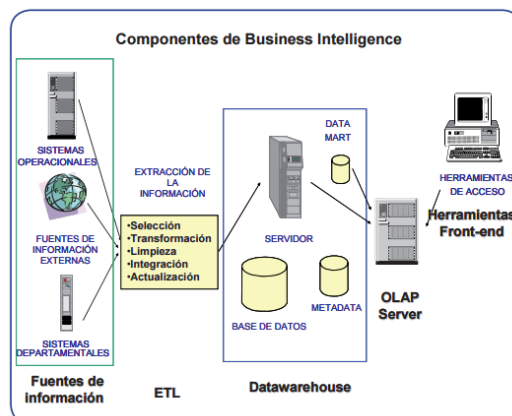 Componentes de Business Intelligence
SISTEMAS
OPERACIONALES
FUENTES DE
INFORMACIÓN
EXTERNAS
SISTEMAS
DEPARTAMENTALES
Fuentes de
información
EXTRACCIÓN DE
LA
INFORMACIÓN
•Selección
•Transformación
•Limpieza
•Integración
•Actualización
ETL
DATA
MART
SERVIDOR
BASE DE DATOS
METADATA
Datawarehouse
OLAP
Server
HERRAMIENTAS
DE ACCESO
Herramientas
Front-end